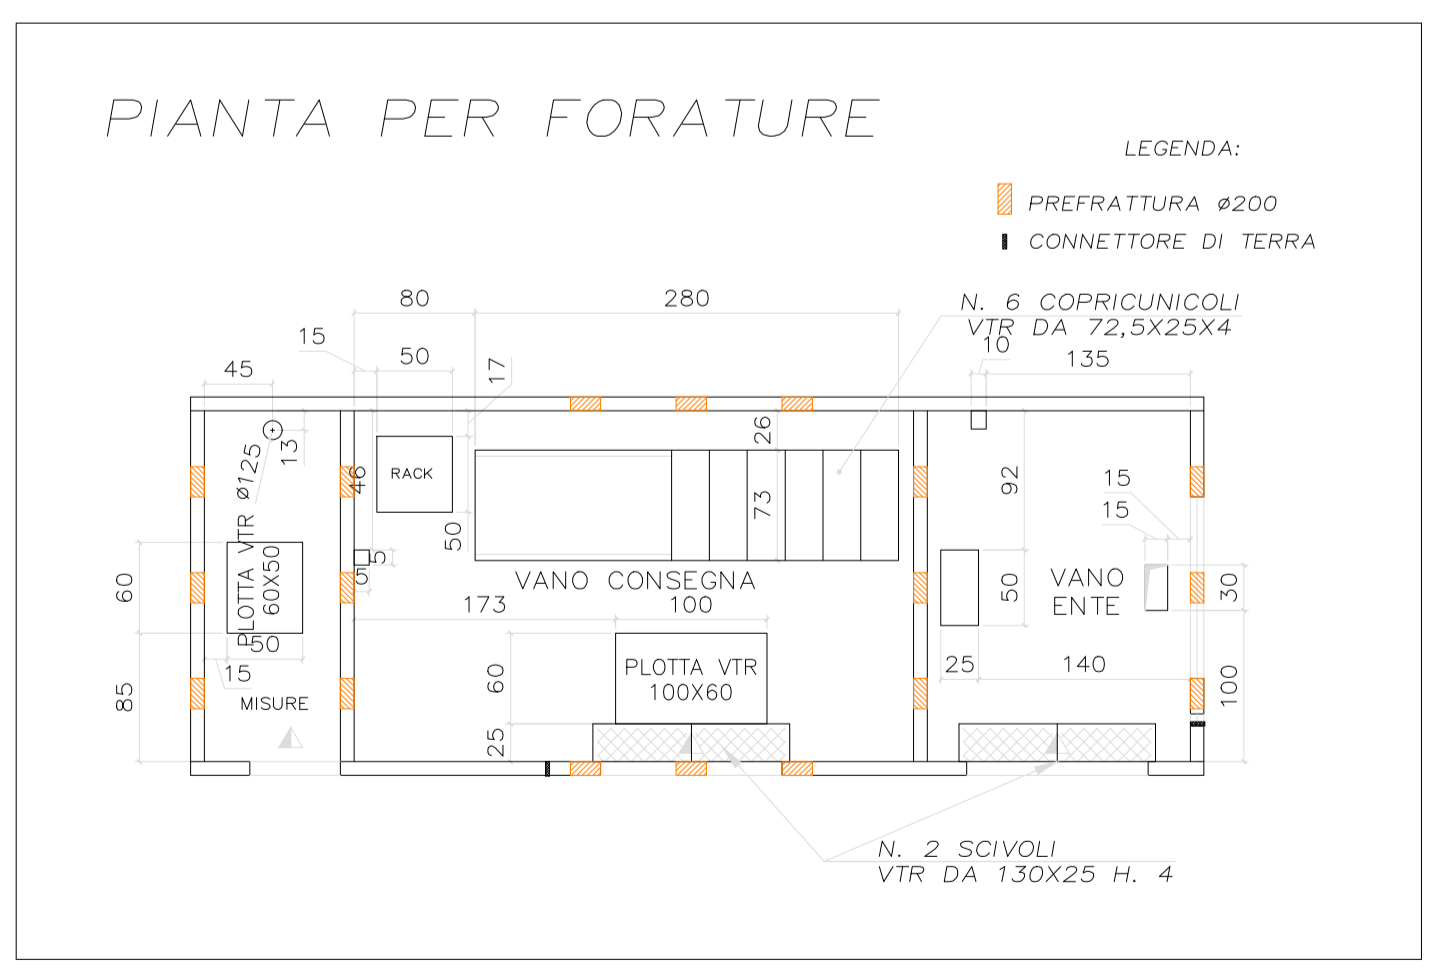 PIANTA PER FORATURE
LEGENDA:
PREFRATTURA ø200
CONNETTORE DI TERRA
80
280
N. 6 COPRICUNICOLI
VTR DA 72,5X25X4
15
50
17
10
135
45
13
PLOTTA VTR Ø125
46
RACK
50
26
73
92
15
15
5
5
60
60X50
50
15
85
MISURE
VANO CONSEGNA
173
100
60
PLOTTA VTR
100X60
25
50
VANO
ENTE
30
25
140
100
N. 2 SCIVOLI
VTR DA 130X25 H. 4